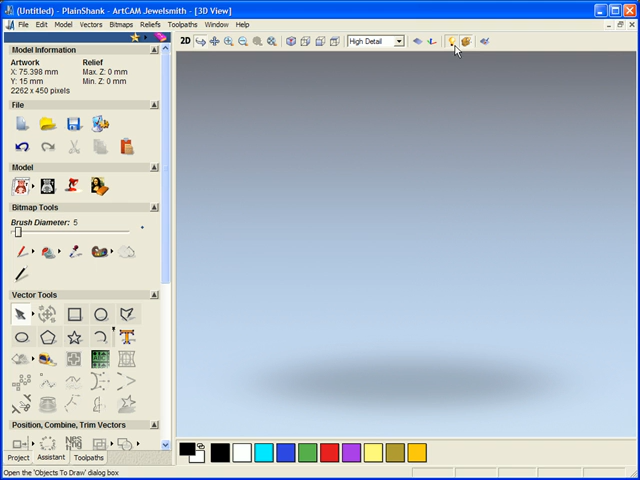 (Untitled) - PlainShank - ArtCAM Jewelsmith - [3D View]
File Edit Model Vectors Bitmaps Reliefs Toolpaths Window Help
2D High Detail
Model Information
Artwork Relief
X: 75.398 mm Max. Z: 0 mm
Y: 15 mm Min. Z: 0 mm
2262 x 450 pixels
File
Model
Bitmap Tools
Brush Diameter: 5
Vector Tools
Position, Combine, Trim Vectors
Project Assistant Toolpaths
Open the 'Objects To Draw' dialog box